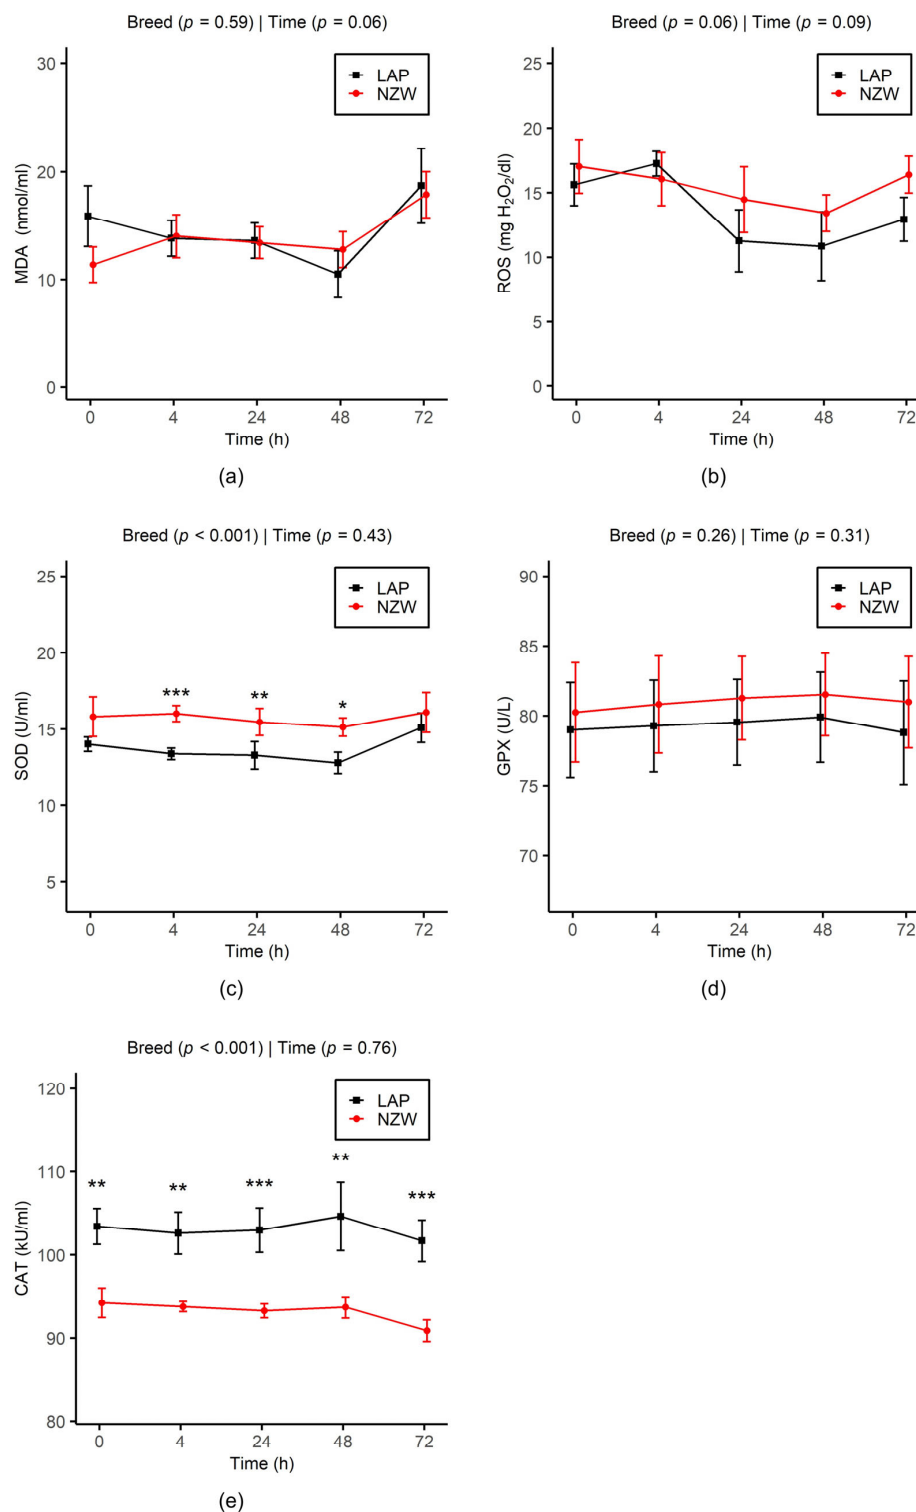 Breed (p = 0.59) | Time (p = 0.06)
30
20
10
0
MDA (nmol/ml)
LAP
NZW
0 4 24 48 72
Time (h)
(a)
Breed (p = 0.06) | Time (p = 0.09)
25
20
15
10
5
0
ROS (mg H₂O₂/dl)
LAP
NZW
0 4 24 48 72
Time (h)
(b)
Breed (p < 0.001) | Time (p = 0.43)
25
20
15
10
5
SOD (U/ml)
LAP
NZW
*** ** *
0 4 24 48 72
Time (h)
(c)
Breed (p = 0.26) | Time (p = 0.31)
90
85
80
75
70
GPX (U/L)
LAP
NZW
0 4 24 48 72
Time (h)
(d)
Breed (p < 0.001) | Time (p = 0.76)
120
110
100
90
80
CAT (kU/ml)
LAP
NZW
** ** *** ** ***
0 4 24 48 72
Time (h)
(e)